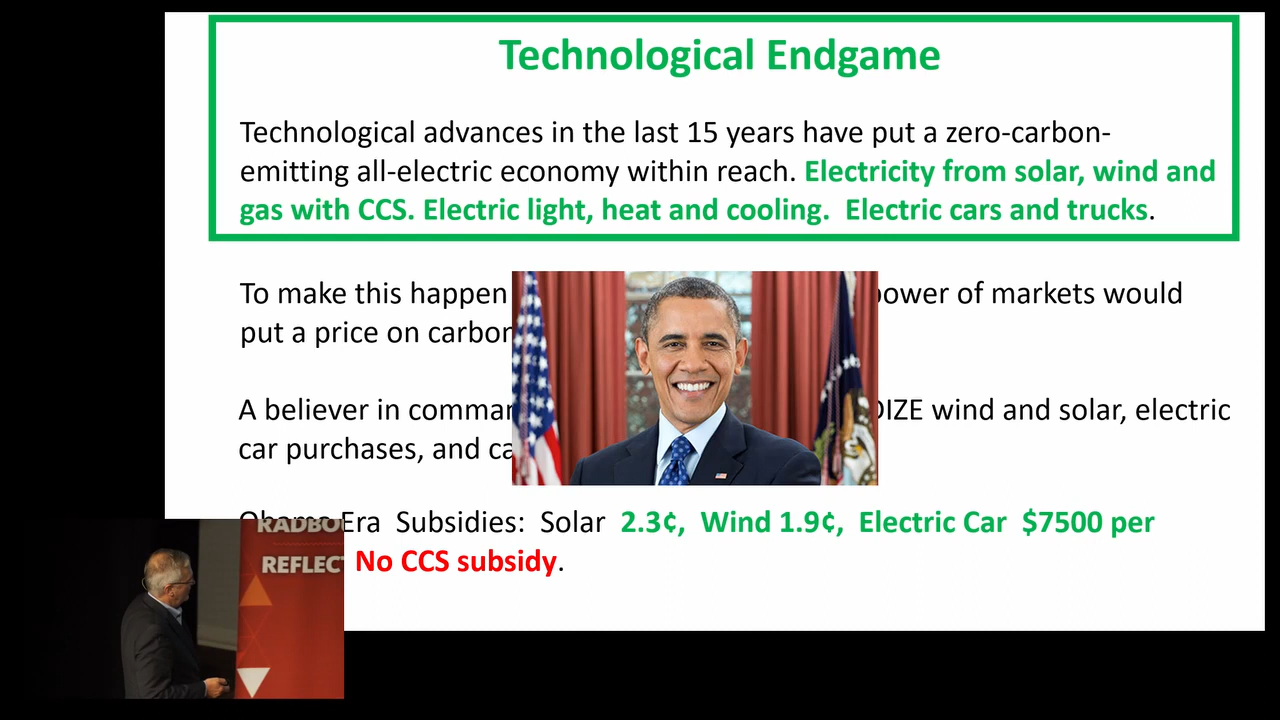 Technological Endgame
Technological advances in the last 15 years have put a zero-carbon-
emitting all-electric economy within reach. Electricity from solar, wind and
gas with CCS. Electric light, heat and cooling. Electric cars and trucks.
To make this happen power of markets would
put a price on carbon
A believer in DIZE wind and solar, electric
car purchases, and
Obama Era Subsidies: Solar 2.3¢, Wind 1.9¢, Electric Car $7500 per
No CCS subsidy.
RADBO
REFLECT